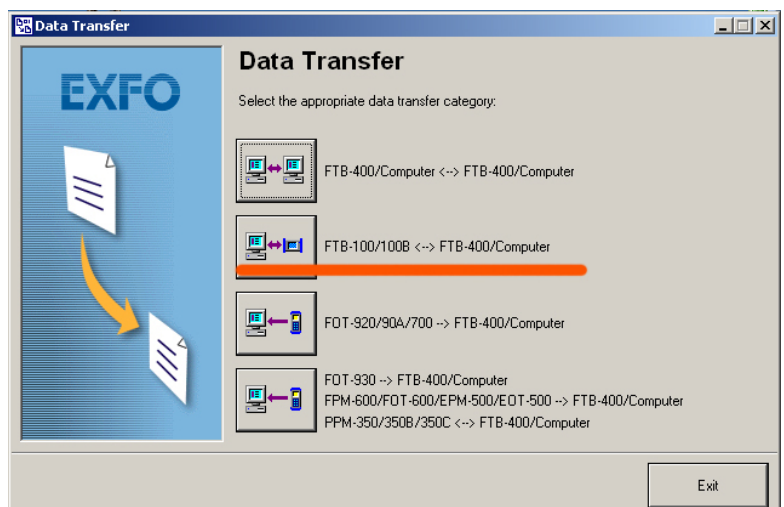 Data Transfer
EXFO
Data Transfer
Select the appropriate data transfer category:
FTB-400/Computer <--> FTB-400/Computer
FTB-100/100B <--> FTB-400/Computer
FOT-920/90A/700 --> FTB-400/Computer
FOT-930 --> FTB-400/Computer
FPM-600/FOT-600/EPM-500/EOT-500 --> FTB-400/Computer
PPM-350/350B/350C <--> FTB-400/Computer
Exit